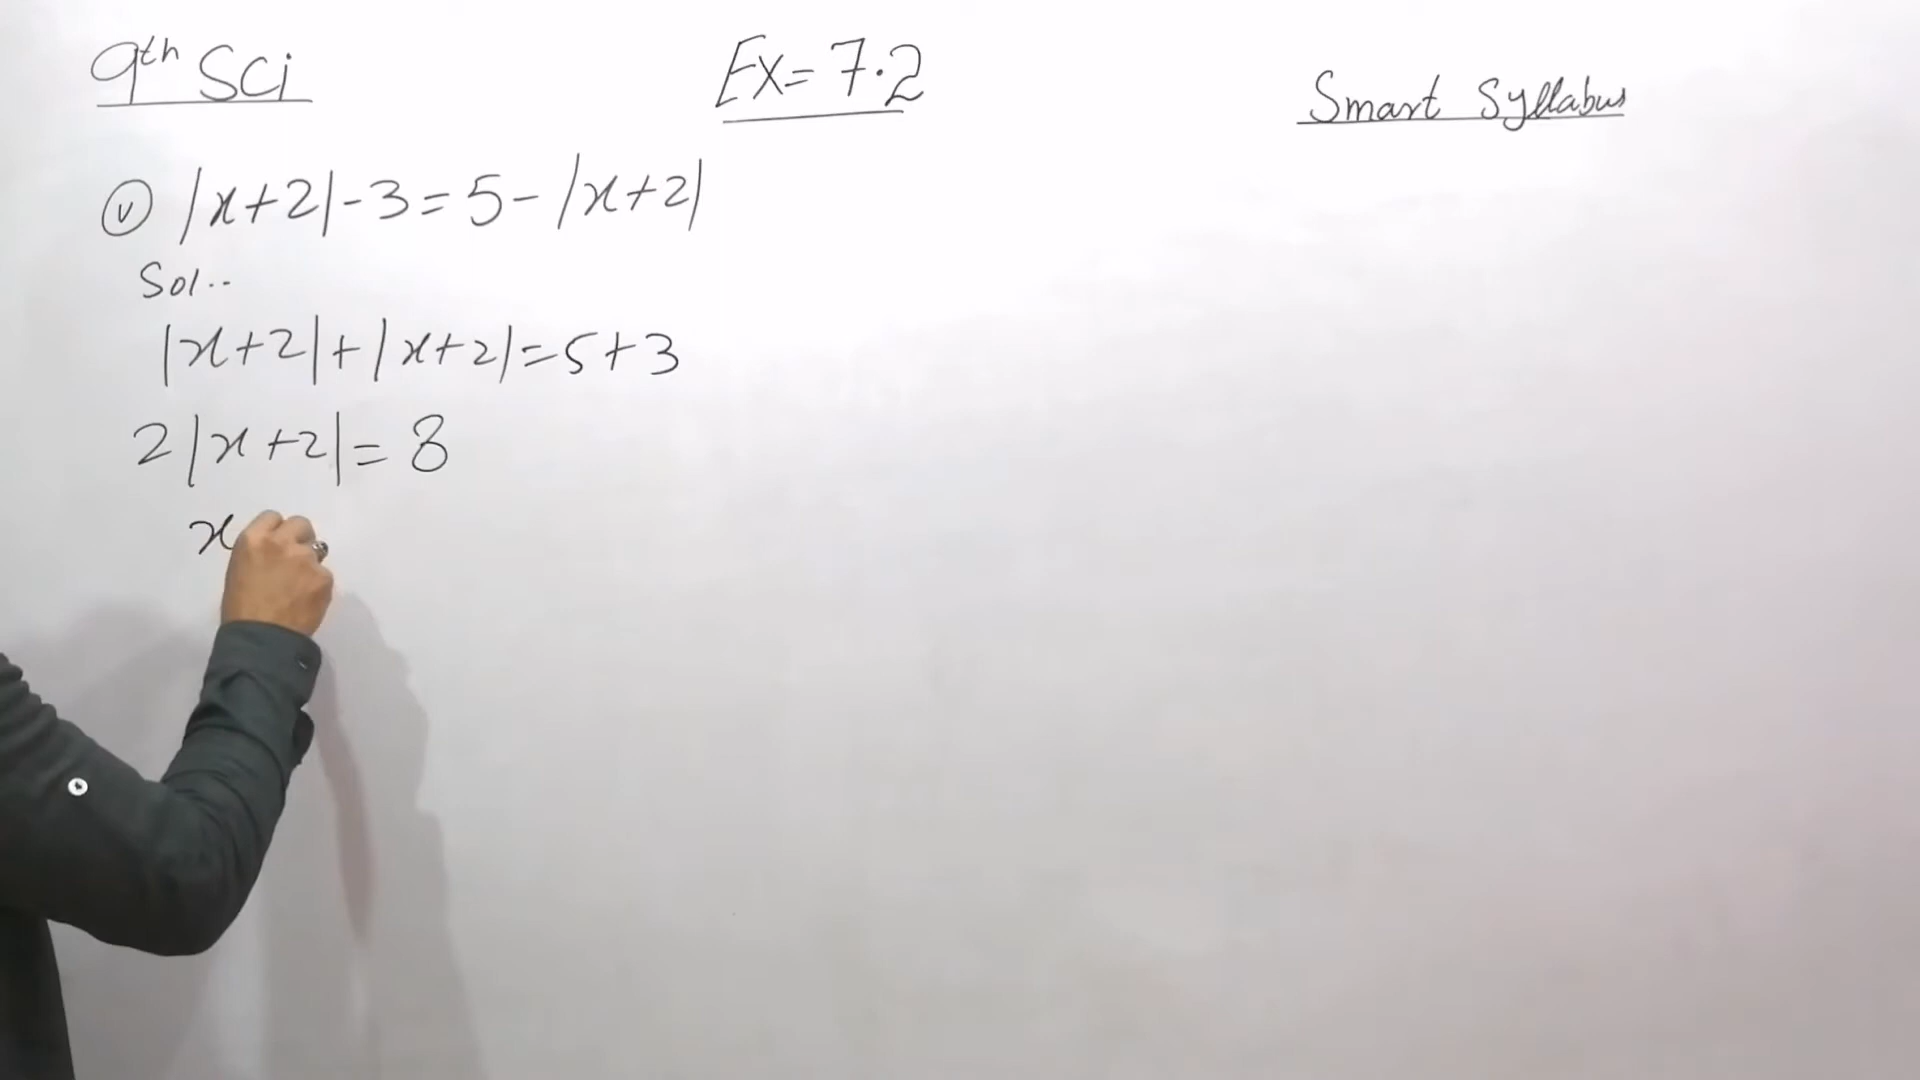 9th Sci
Ex = 7.2
Smart Syllabus
(v) |x+2|-3=5-|x+2|
Sol..
|x+2|+|x+2|=5+3
2|x+2|=8
x